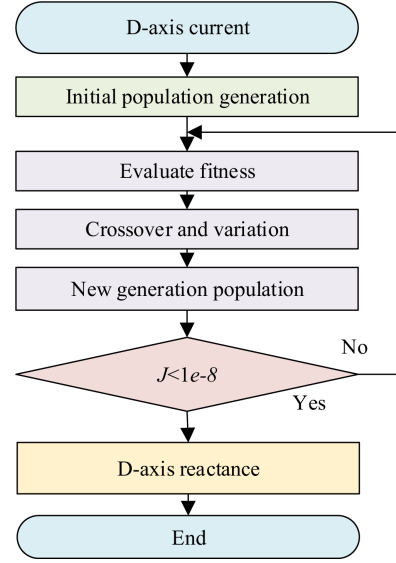 D-axis current
Initial population generation
Evaluate fitness
Crossover and variation
New generation population
J<1e-8
No
Yes
D-axis reactance
End